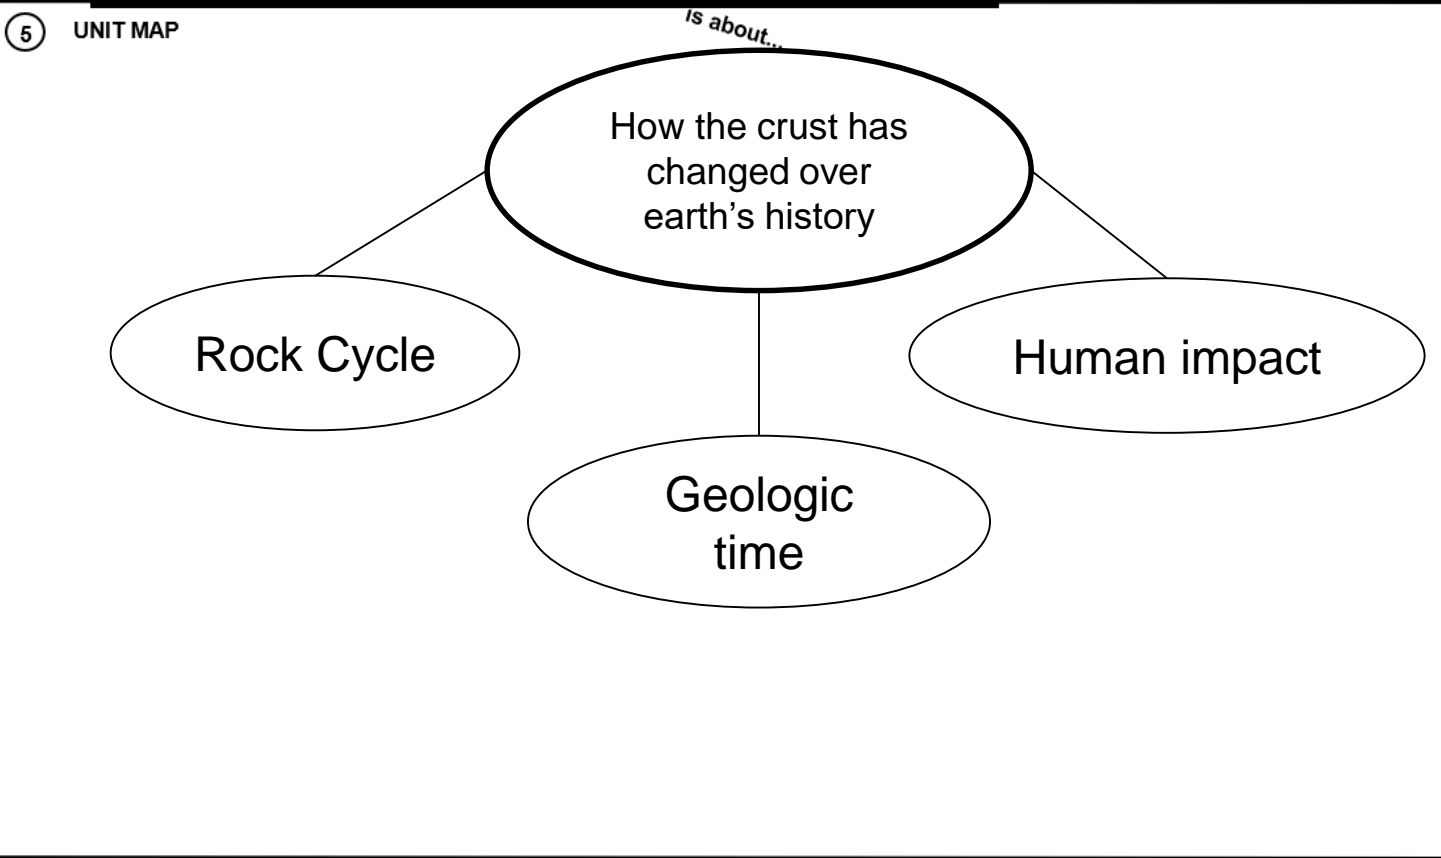 5 UNIT MAP
is about...
How the crust has
changed over
earth’s history
Rock Cycle
Human impact
Geologic
time